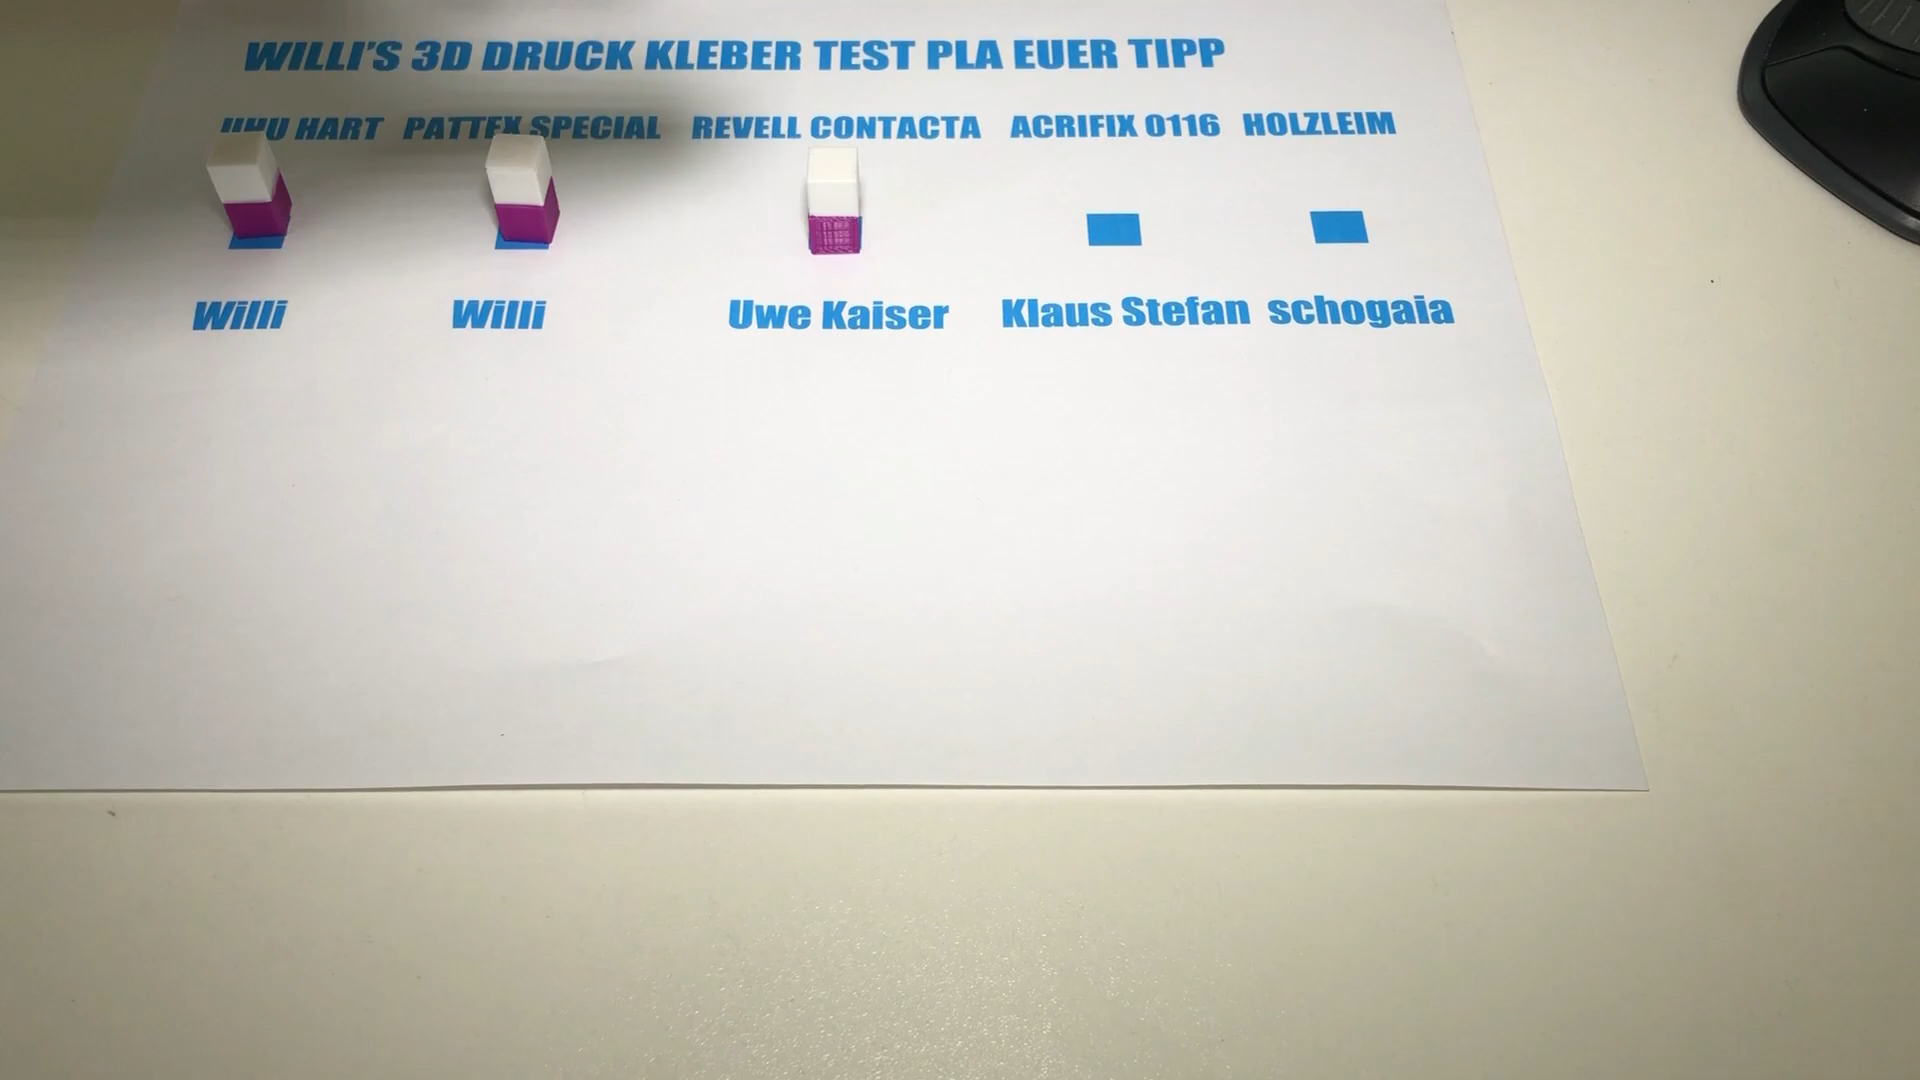 WILLI'S 3D DRUCK KLEBER TEST PLA EUER TIPP
UHU HART PATTEX SPECIAL REVELL CONTACTA ACRIFIX 0116 HOLZLEIM
Willi Willi Uwe Kaiser Klaus Stefan schogaia